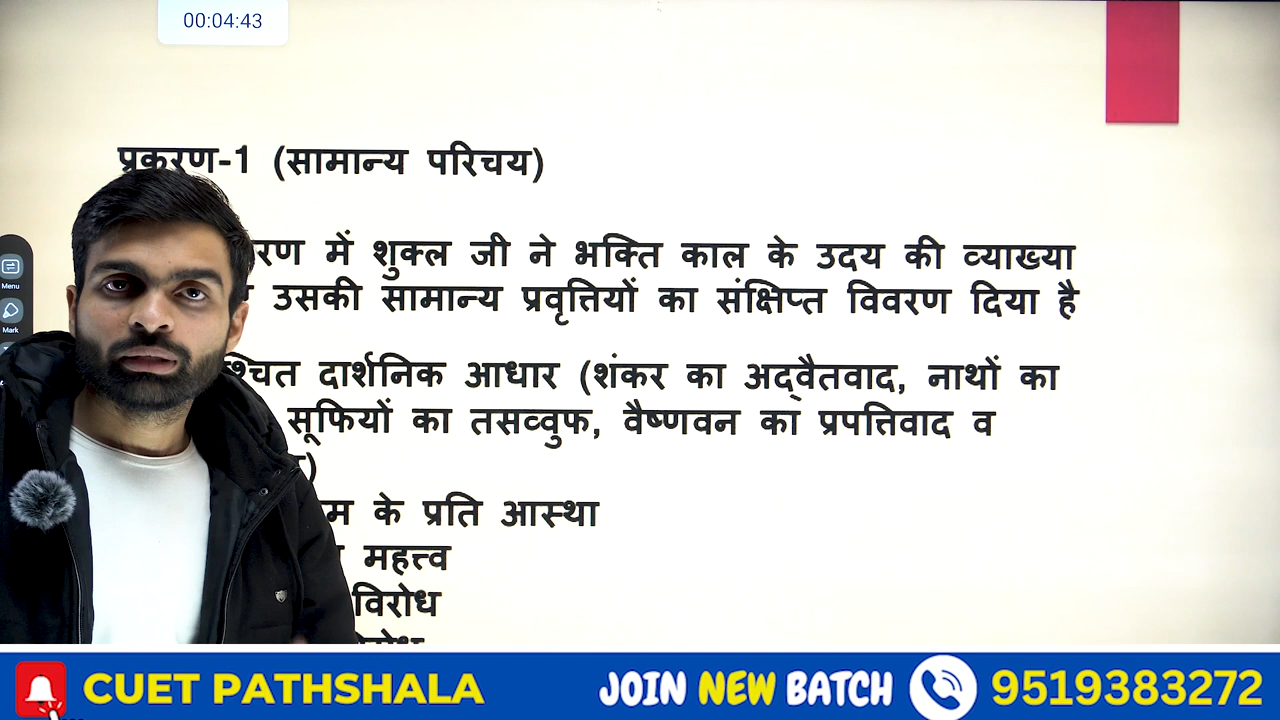 00:04:43
प्रकरण-1 (सामान्य परिचय)
में शुक्ल जी ने भक्ति काल के उदय की व्याख्या
उसकी सामान्य प्रवृत्तियों का संक्षिप्त विवरण दिया है
दार्शनिक आधार (शंकर का अद्वैतवाद, नाथों का
सूफियों का तसव्वुफ, वैष्णवन का प्रपत्तिवाद व
के प्रति आस्था
महत्त्व
विरोध
Menu
Mark
CUET PATHSHALA
JOIN NEW BATCH
9519383272